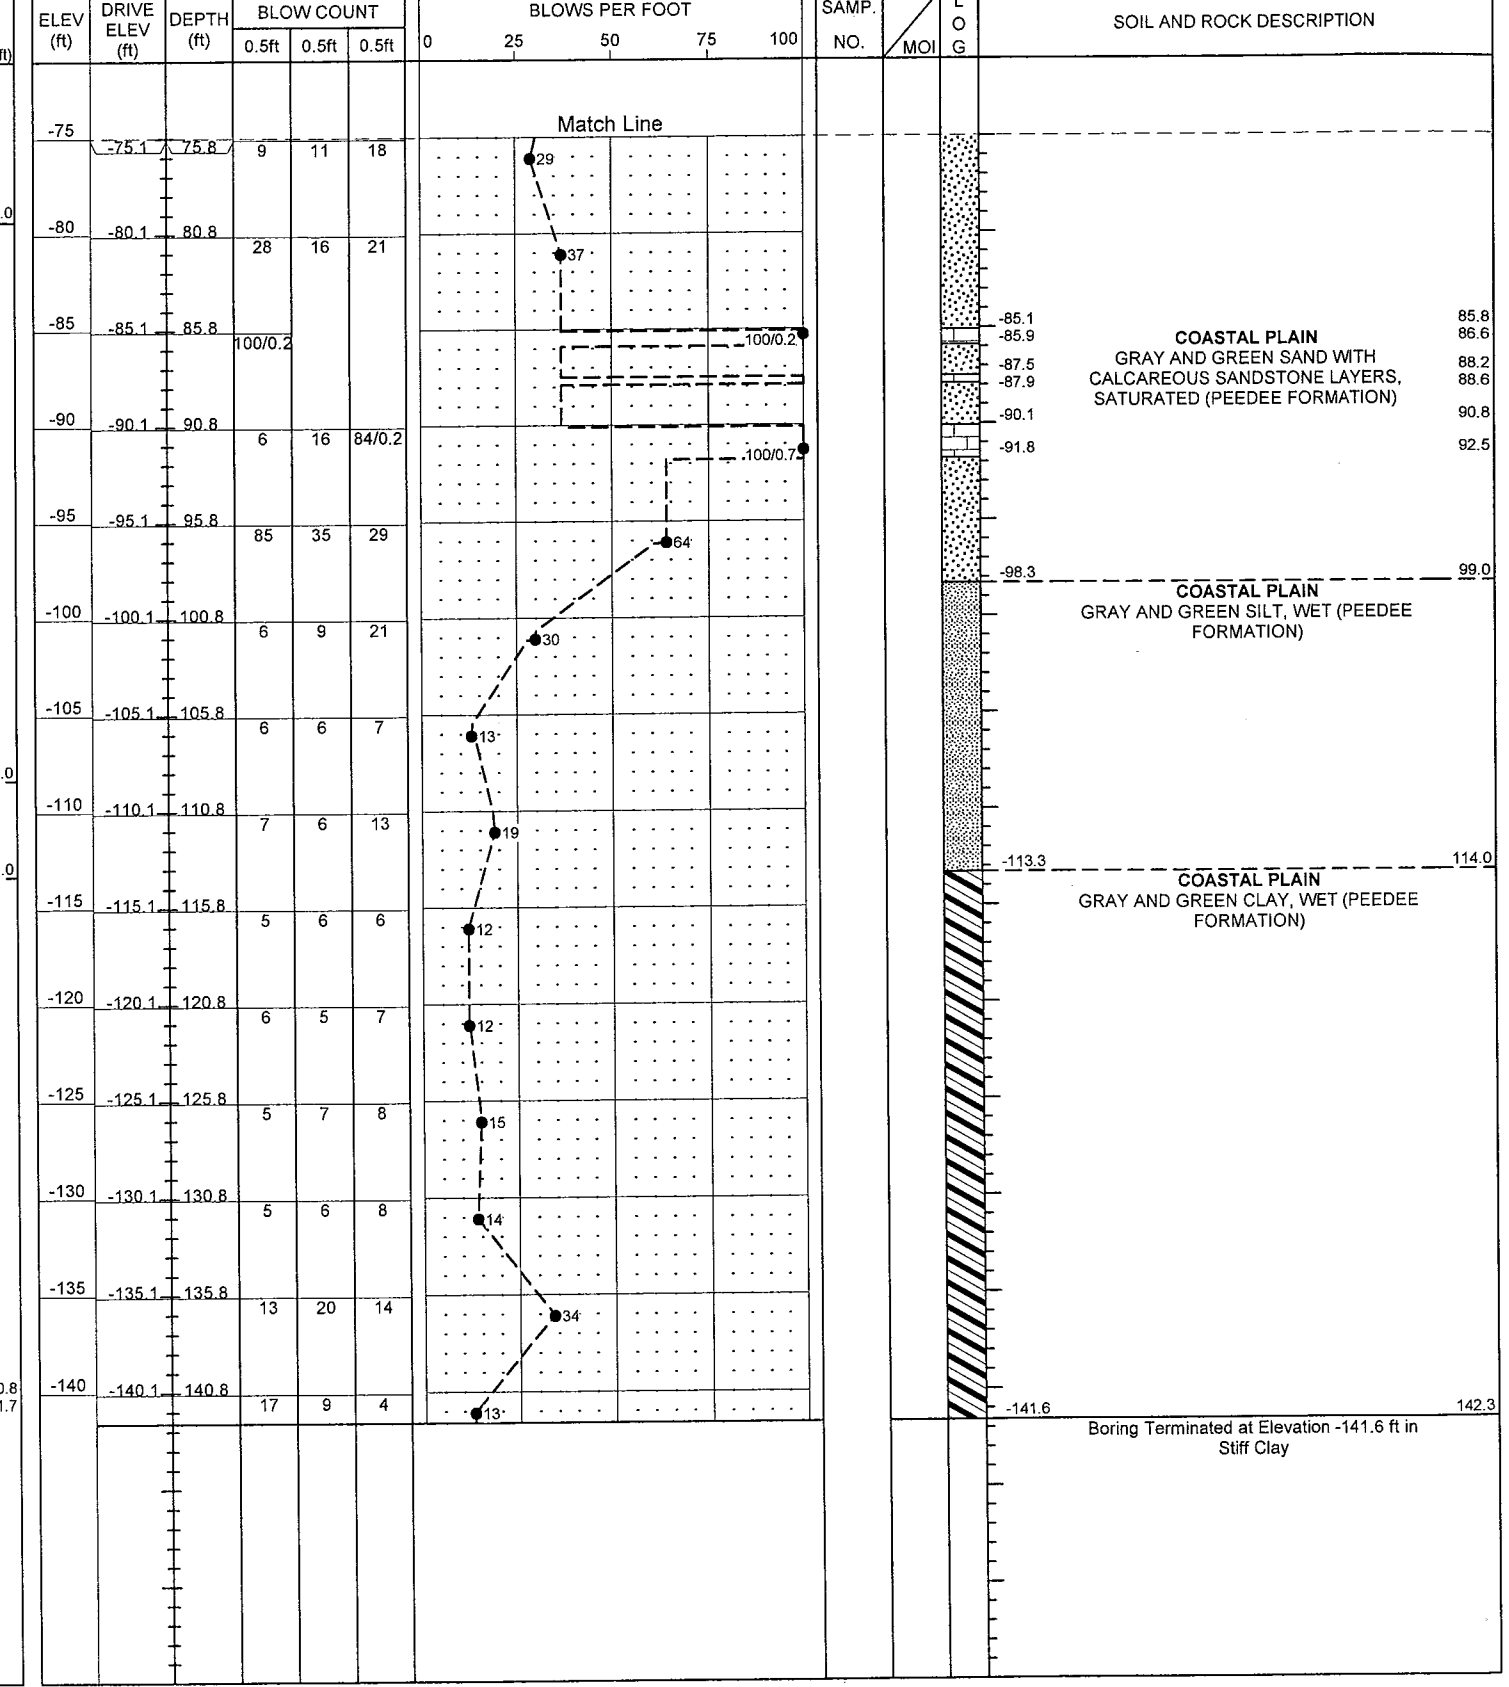 ELEV (ft) DRIVE ELEV (ft) DEPTH (ft) BLOW COUNT BLOWS PER FOOT SAMP. NO. MOI L O G SOIL AND ROCK DESCRIPTION
0.5ft 0.5ft 0.5ft 0 25 50 75 100
ft)
Match Line
-75
-75.1 75.8 9 11 18
29
.0
-80
-80.1 80.8 28 16 21
37
-85
-85.1 85.8 100/0.2
100/0.2
-85.1 85.8
-85.9 86.6
COASTAL PLAIN
GRAY AND GREEN SAND WITH
CALCAREOUS SANDSTONE LAYERS,
SATURATED (PEEDEE FORMATION)
-87.5 88.2
-87.9 88.6
-90
-90.1 90.8 6 16 84/0.2
100/0.7
-90.1 90.8
-91.8 92.5
-95
-95.1 95.8 85 35 29
64
-98.3 99.0
COASTAL PLAIN
GRAY AND GREEN SILT, WET (PEEDEE
FORMATION)
-100
-100.1 100.8 6 9 21
30
-105
-105.1 105.8 6 6 7
13
.0
-110
-110.1 110.8 7 6 13
19
-113.3 114.0
COASTAL PLAIN
GRAY AND GREEN CLAY, WET (PEEDEE
FORMATION)
.0
-115
-115.1 115.8 5 6 6
12
-120
-120.1 120.8 6 5 7
12
-125
-125.1 125.8 5 7 8
15
-130
-130.1 130.8 5 6 8
14
-135
-135.1 135.8 13 20 14
34
0.8
1.7
-140
-140.1 140.8 17 9 4
13
-141.6 142.3
Boring Terminated at Elevation -141.6 ft in
Stiff Clay